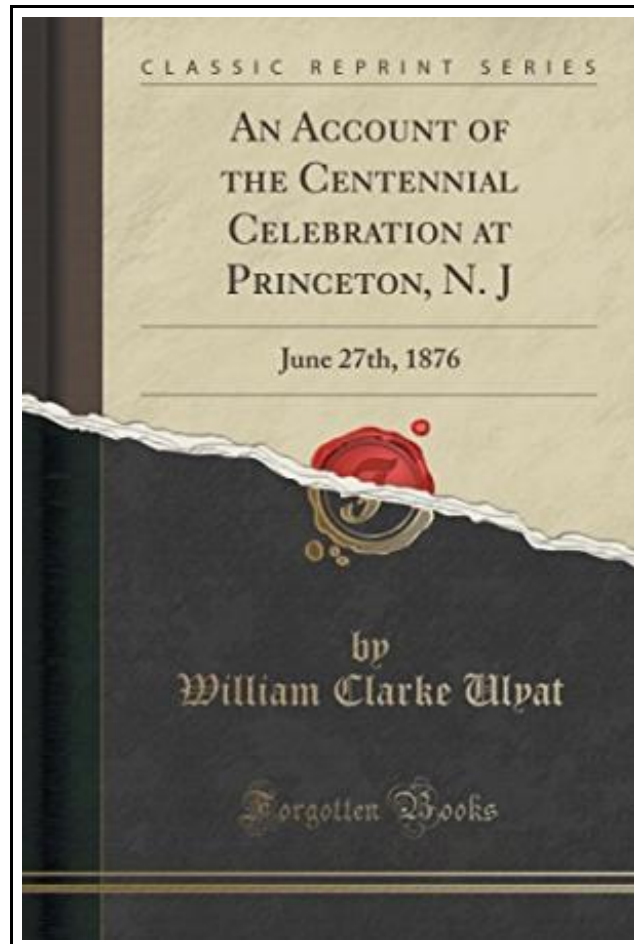 CLASSIC REPRINT SERIES
AN ACCOUNT OF
THE CENTENNIAL
CELEBRATION AT
PRINCETON, N. J
June 27th, 1876
by
William Clarke Ulyat
Forgotten Books